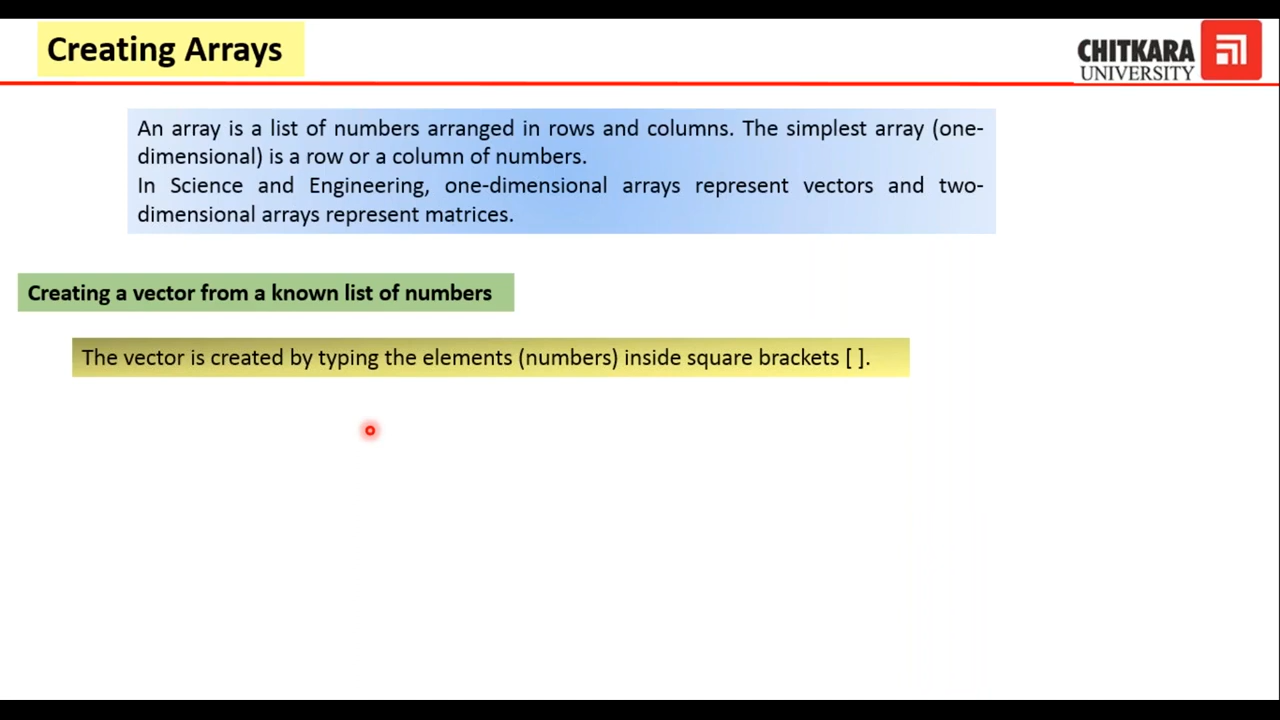 Creating Arrays
CHITKARA
UNIVERSITY
An array is a list of numbers arranged in rows and columns. The simplest array (one-
dimensional) is a row or a column of numbers.
In Science and Engineering, one-dimensional arrays represent vectors and two-
dimensional arrays represent matrices.
Creating a vector from a known list of numbers
The vector is created by typing the elements (numbers) inside square brackets [ ].